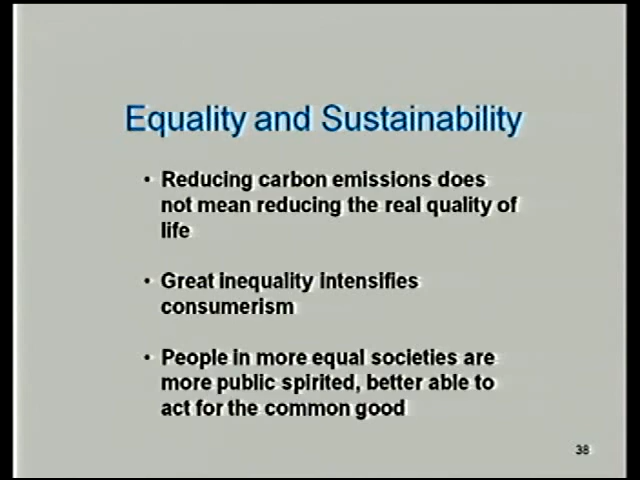 Equality and Sustainability
• Reducing carbon emissions does
not mean reducing the real quality of
life
• Great inequality intensifies
consumerism
• People in more equal societies are
more public spirited, better able to
act for the common good
38